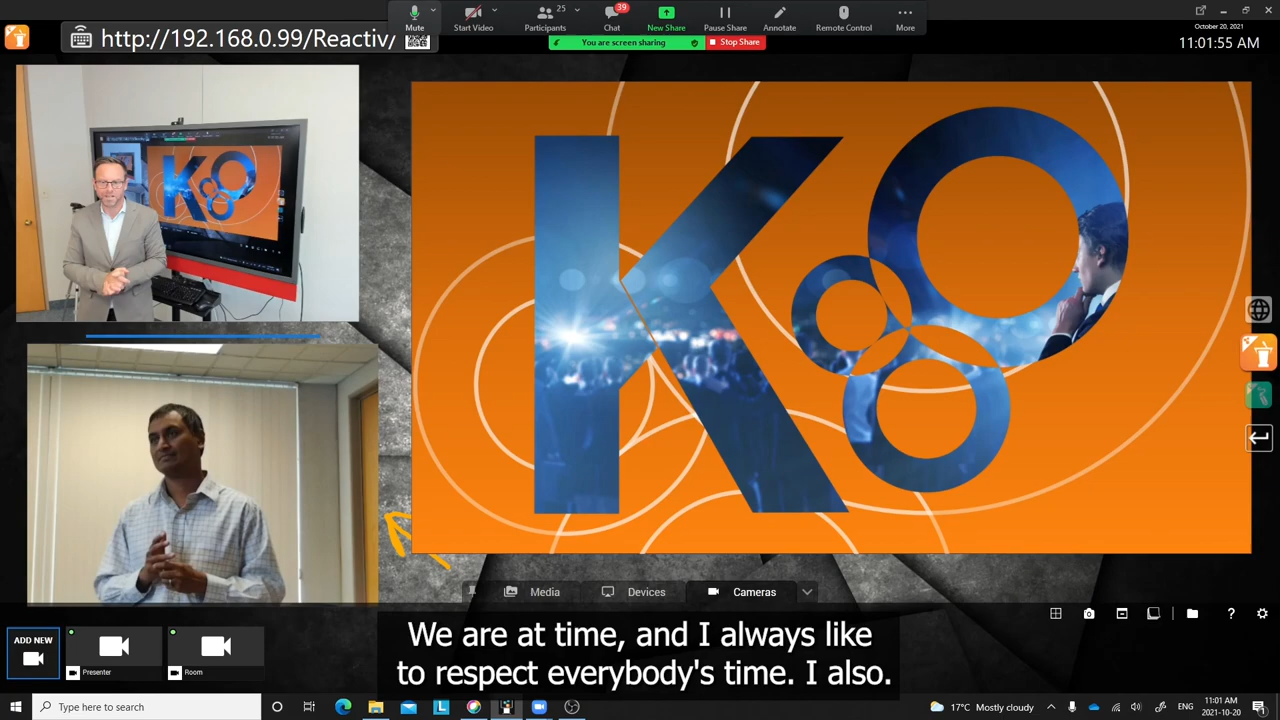 Mute
Start Video
25
Participants
39
Chat
New Share
Pause Share
Annotate
Remote Control
More
You are screen sharing
Stop Share
http://192.168.0.99/Reactiv/
October 20, 2021
11:01:55 AM
K8
K8
Media
Devices
Cameras
ADD NEW
Presenter
Room
We are at time, and I always like
to respect everybody's time. I also.
Type here to search
L
17°C Mostly cloudy
ENG
11:01 AM
2021-10-20
1